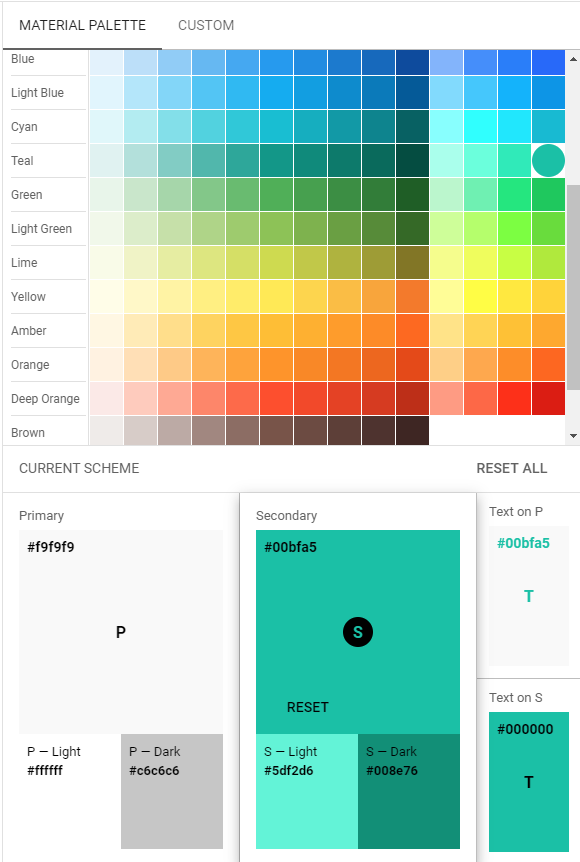 MATERIAL PALETTE CUSTOM
Blue
Light Blue
Cyan
Teal
Green
Light Green
Lime
Yellow
Amber
Orange
Deep Orange
Brown
CURRENT SCHEME RESET ALL
Primary
#f9f9f9
P
P — Light
#ffffff
P — Dark
#c6c6c6
Secondary
#00bfa5
S
RESET
S — Light
#5df2d6
S — Dark
#008e76
Text on P
#00bfa5
T
Text on S
#000000
T